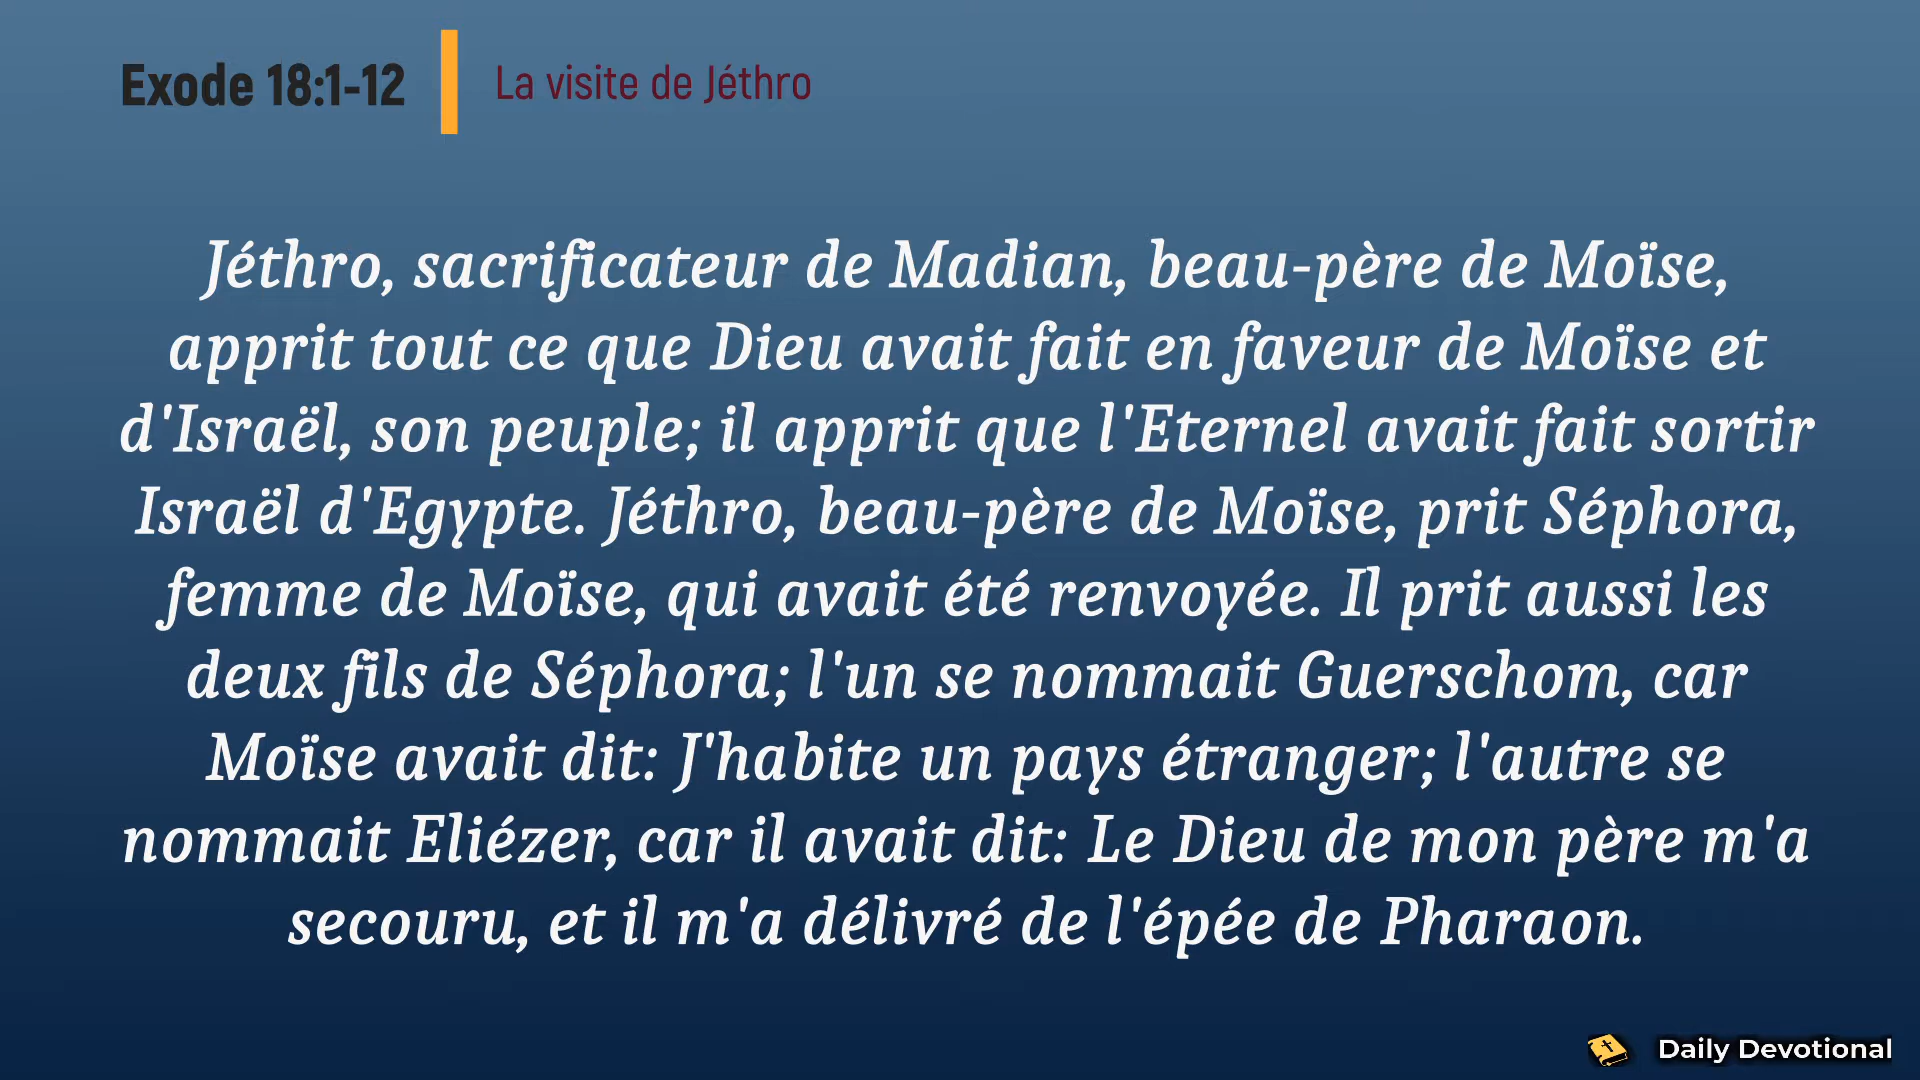 Exode 18:1-12
La visite de Jéthro
Jéthro, sacrificateur de Madian, beau-père de Moïse,
apprit tout ce que Dieu avait fait en faveur de Moïse et
d'Israël, son peuple; il apprit que l'Eternel avait fait sortir
Israël d'Egypte. Jéthro, beau-père de Moïse, prit Séphora,
femme de Moïse, qui avait été renvoyée. Il prit aussi les
deux fils de Séphora; l'un se nommait Guerschom, car
Moïse avait dit: J'habite un pays étranger; l'autre se
nommait Eliézer, car il avait dit: Le Dieu de mon père m'a
secouru, et il m'a délivré de l'épée de Pharaon.
Daily Devotional